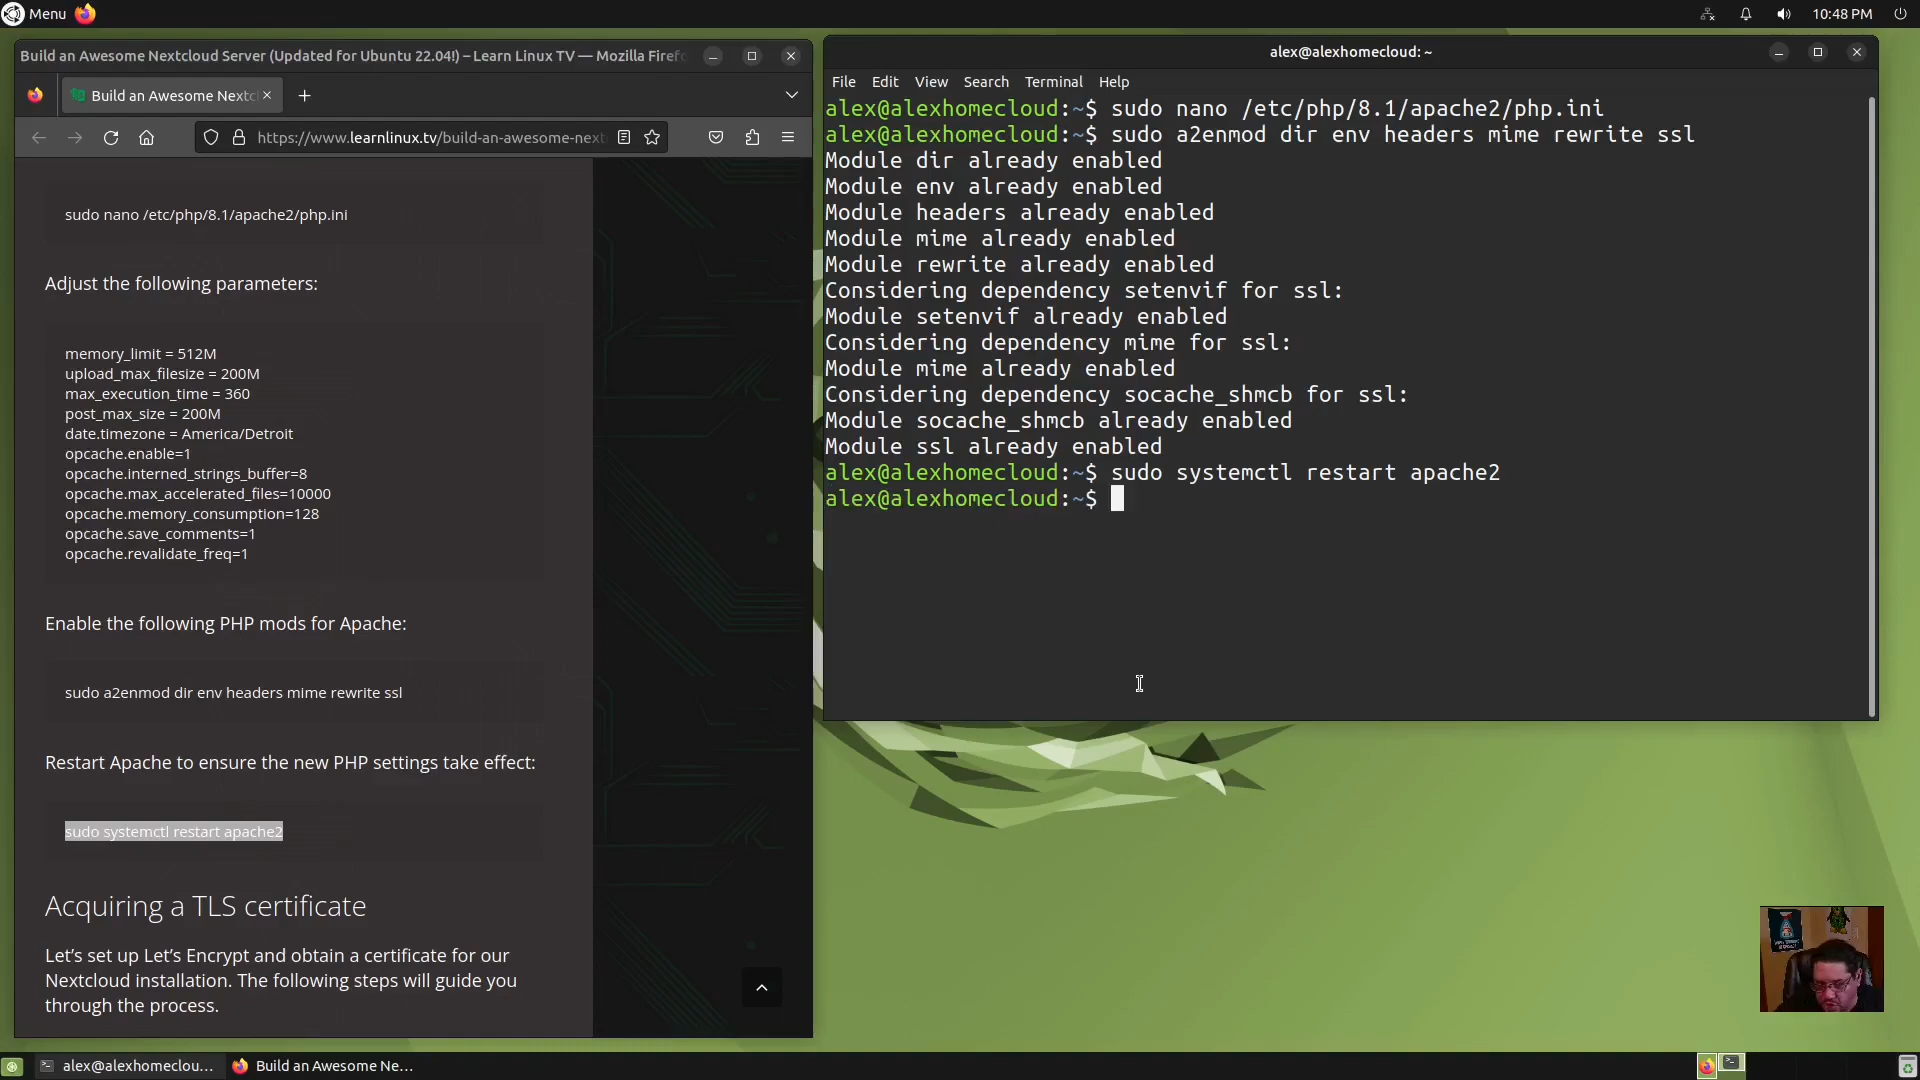 Menu
10:48 PM
Build an Awesome Nextcloud Server (Updated for Ubuntu 22.04!) – Learn Linux TV — Mozilla Firef
Build an Awesome Nextc
https://www.learnlinux.tv/build-an-awesome-next
sudo nano /etc/php/8.1/apache2/php.ini
Adjust the following parameters:
memory_limit = 512M
upload_max_filesize = 200M
max_execution_time = 360
post_max_size = 200M
date.timezone = America/Detroit
opcache.enable=1
opcache.interned_strings_buffer=8
opcache.max_accelerated_files=10000
opcache.memory_consumption=128
opcache.save_comments=1
opcache.revalidate_freq=1
Enable the following PHP mods for Apache:
sudo a2enmod dir env headers mime rewrite ssl
Restart Apache to ensure the new PHP settings take effect:
sudo systemctl restart apache2
Acquiring a TLS certificate
Let’s set up Let’s Encrypt and obtain a certificate for our
Nextcloud installation. The following steps will guide you
through the process.
alex@alexhomecloud: ~
File Edit View Search Terminal Help
alex@alexhomecloud:~$ sudo nano /etc/php/8.1/apache2/php.ini
alex@alexhomecloud:~$ sudo a2enmod dir env headers mime rewrite ssl
Module dir already enabled
Module env already enabled
Module headers already enabled
Module mime already enabled
Module rewrite already enabled
Considering dependency setenvif for ssl:
Module setenvif already enabled
Considering dependency mime for ssl:
Module mime already enabled
Considering dependency socache_shmcb for ssl:
Module socache_shmcb already enabled
Module ssl already enabled
alex@alexhomecloud:~$ sudo systemctl restart apache2
alex@alexhomecloud:~$
alex@alexhomeclou...
Build an Awesome Ne...